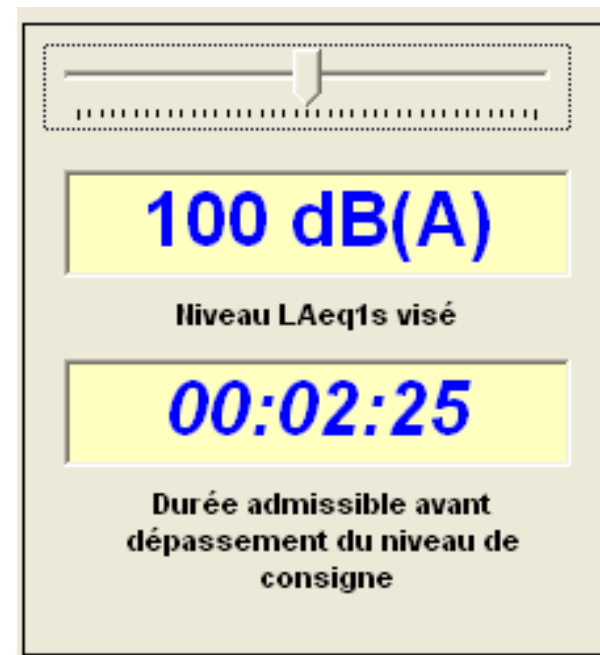 100 dB(A)
Niveau LAeq1s visé
00:02:25
Durée admissible avant
dépassement du niveau de
consigne